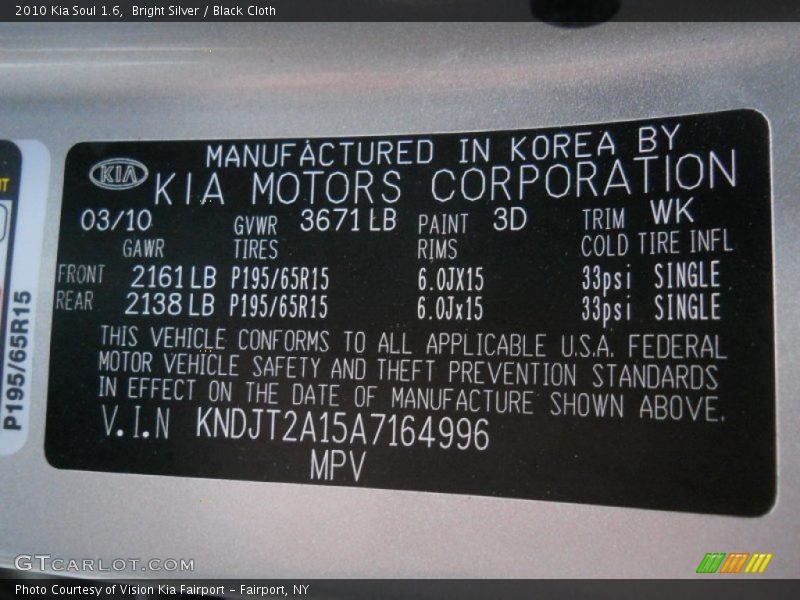 2010 Kia Soul 1.6, Bright Silver / Black Cloth
KIA
MANUFACTURED IN KOREA BY
KIA MOTORS CORPORATION
03/10 GVWR 3671 LB PAINT 3D TRIM WK
GAWR TIRES RIMS COLD TIRE INFL
FRONT 2161 LB P195/65R15 6.0JX15 33psi SINGLE
REAR 2138 LB P195/65R15 6.0Jx15 33psi SINGLE
THIS VEHICLE CONFORMS TO ALL APPLICABLE U.S.A. FEDERAL
MOTOR VEHICLE SAFETY AND THEFT PREVENTION STANDARDS
IN EFFECT ON THE DATE OF MANUFACTURE SHOWN ABOVE.
V.I.N KNDJT2A15A7164996
MPV
P195/65R15
GTCARLOT.COM
Photo Courtesy of Vision Kia Fairport - Fairport, NY